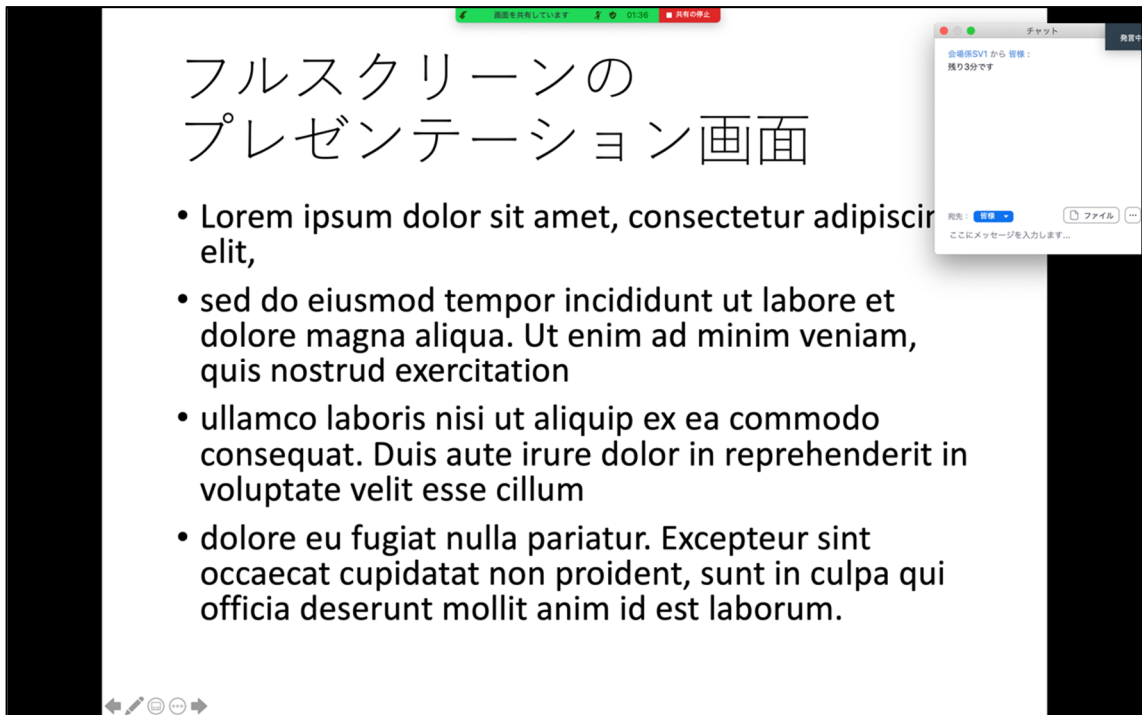 画面を共有しています 01:36 共有の停止
チャット
発言中
会場係SV1 から 皆様：
残り3分です
宛先： 皆様 ファイル
ここにメッセージを入力します...
フルスクリーンの
プレゼンテーション画面
• Lorem ipsum dolor sit amet, consectetur adipiscin
elit,
• sed do eiusmod tempor incididunt ut labore et
dolore magna aliqua. Ut enim ad minim veniam,
quis nostrud exercitation
• ullamco laboris nisi ut aliquip ex ea commodo
consequat. Duis aute irure dolor in reprehenderit in
voluptate velit esse cillum
• dolore eu fugiat nulla pariatur. Excepteur sint
occaecat cupidatat non proident, sunt in culpa qui
officia deserunt mollit anim id est laborum.